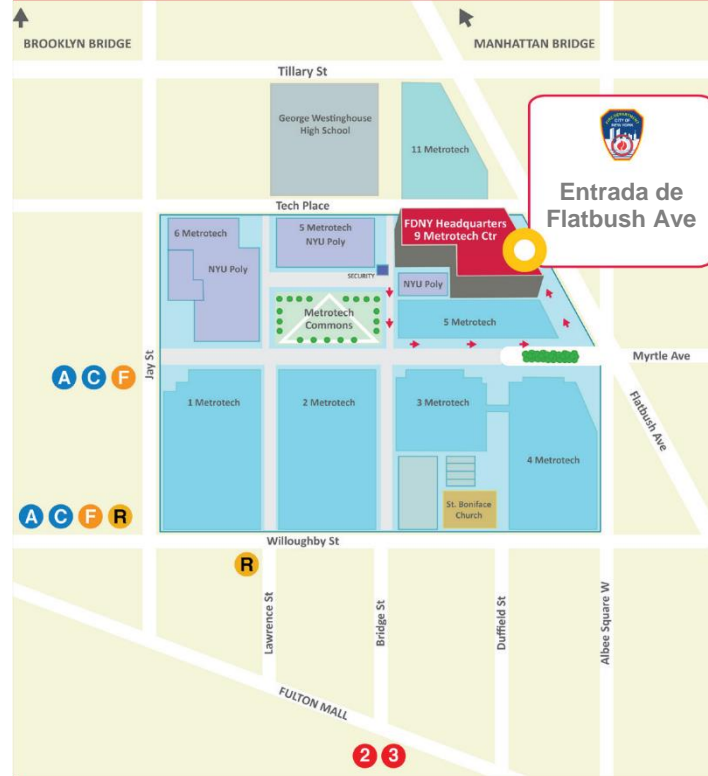 BROOKLYN BRIDGE
MANHATTAN BRIDGE
Tillary St
George Westinghouse
High School
11 Metrotech
CITY OF
Entrada de
Flatbush Ave
Tech Place
6 Metrotech
NYU Poly
5 Metrotech
NYU Poly
SECURITY
FDNY Headquarters
9 Metrotech Ctr
NYU Poly
Metrotech
Commons
5 Metrotech
Myrtle Ave
Jay St
Flatbush Ave
A C F
1 Metrotech
2 Metrotech
3 Metrotech
4 Metrotech
St. Boniface
Church
A C F R
Willoughby St
R
Lawrence St
Bridge St
Duffield St
Albee Square W
FULTON MALL
2 3